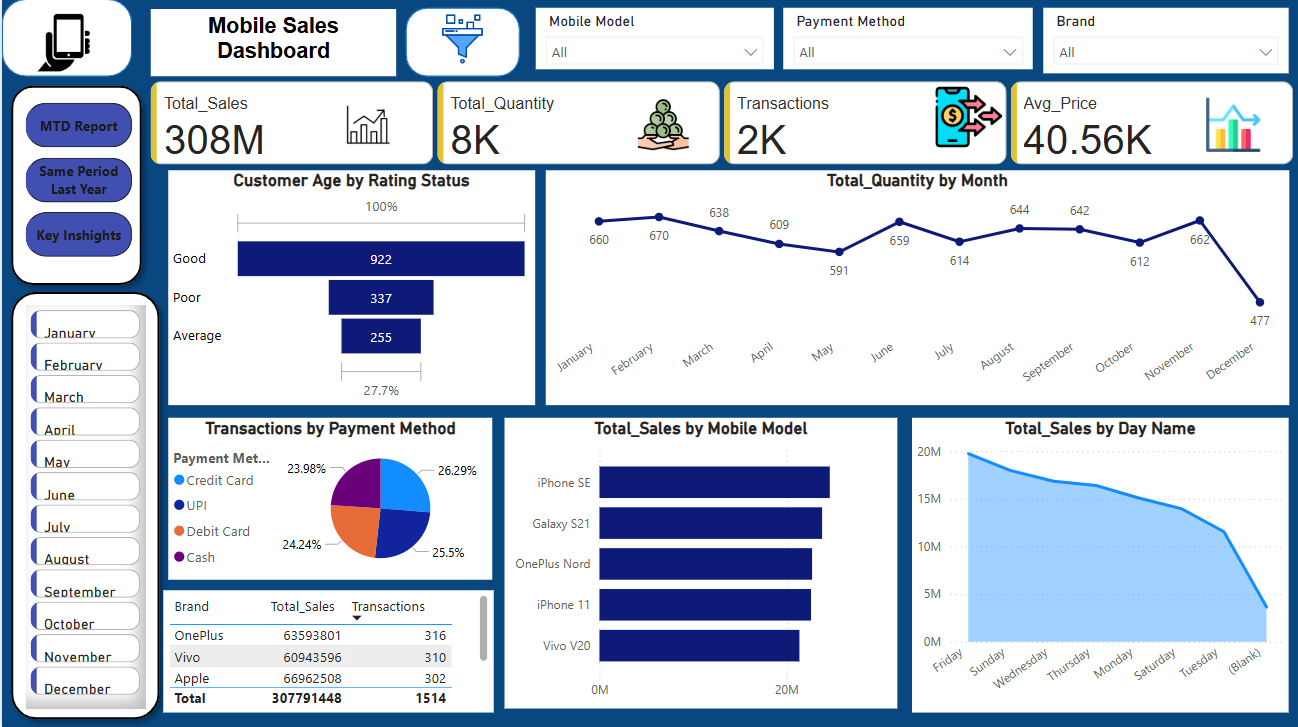 Mobile Sales
Dashboard
Mobile Model
All
Payment Method
All
Brand
All
MTD Report
Same Period
Last Year
Key Inshights
Total_Sales
308M
Total_Quantity
8K
Transactions
2K
Avg_Price
40.56K
January
February
March
April
May
June
July
August
September
October
November
December
Customer Age by Rating Status
100%
Good
922
Poor
337
Average
255
27.7%
Total_Quantity by Month
660
670
638
609
591
659
614
644
642
612
662
477
January
February
March
April
May
June
July
August
September
October
November
December
Transactions by Payment Method
Payment Met...
Credit Card
UPI
Debit Card
Cash
23.98%
26.29%
24.24%
25.5%
Brand Total_Sales Transactions
OnePlus 63593801 316
Vivo 60943596 310
Apple 66962508 302
Total 307791448 1514
Total_Sales by Mobile Model
iPhone SE
Galaxy S21
OnePlus Nord
iPhone 11
Vivo V20
0M 20M
Total_Sales by Day Name
20M
15M
10M
5M
0M
Friday
Sunday
Wednesday
Thursday
Monday
Saturday
Tuesday
(Blank)